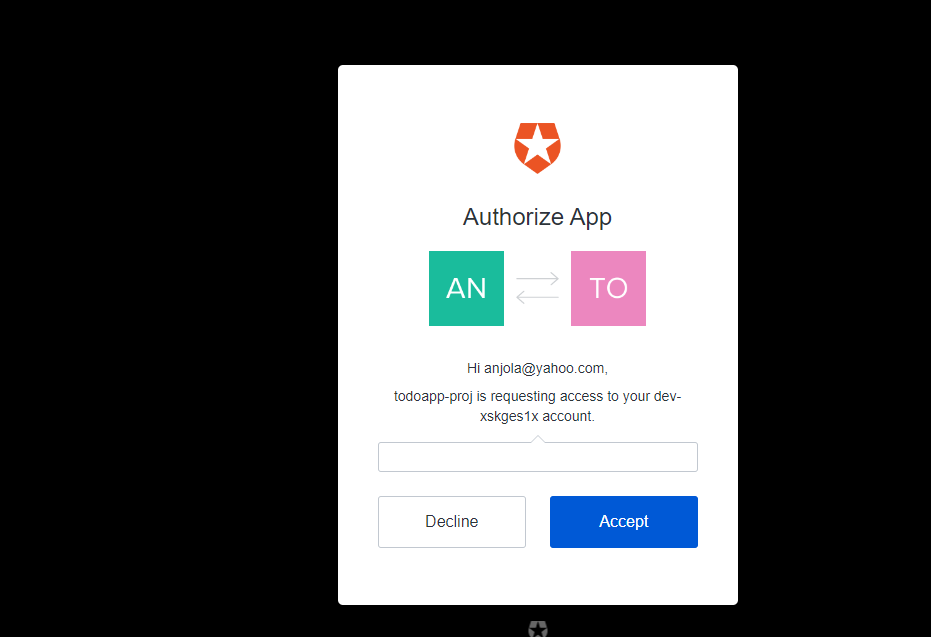 Authorize App
AN
TO
Hi anjola@yahoo.com,
todoapp-proj is requesting access to your dev-
xskges1x account.
Decline
Accept